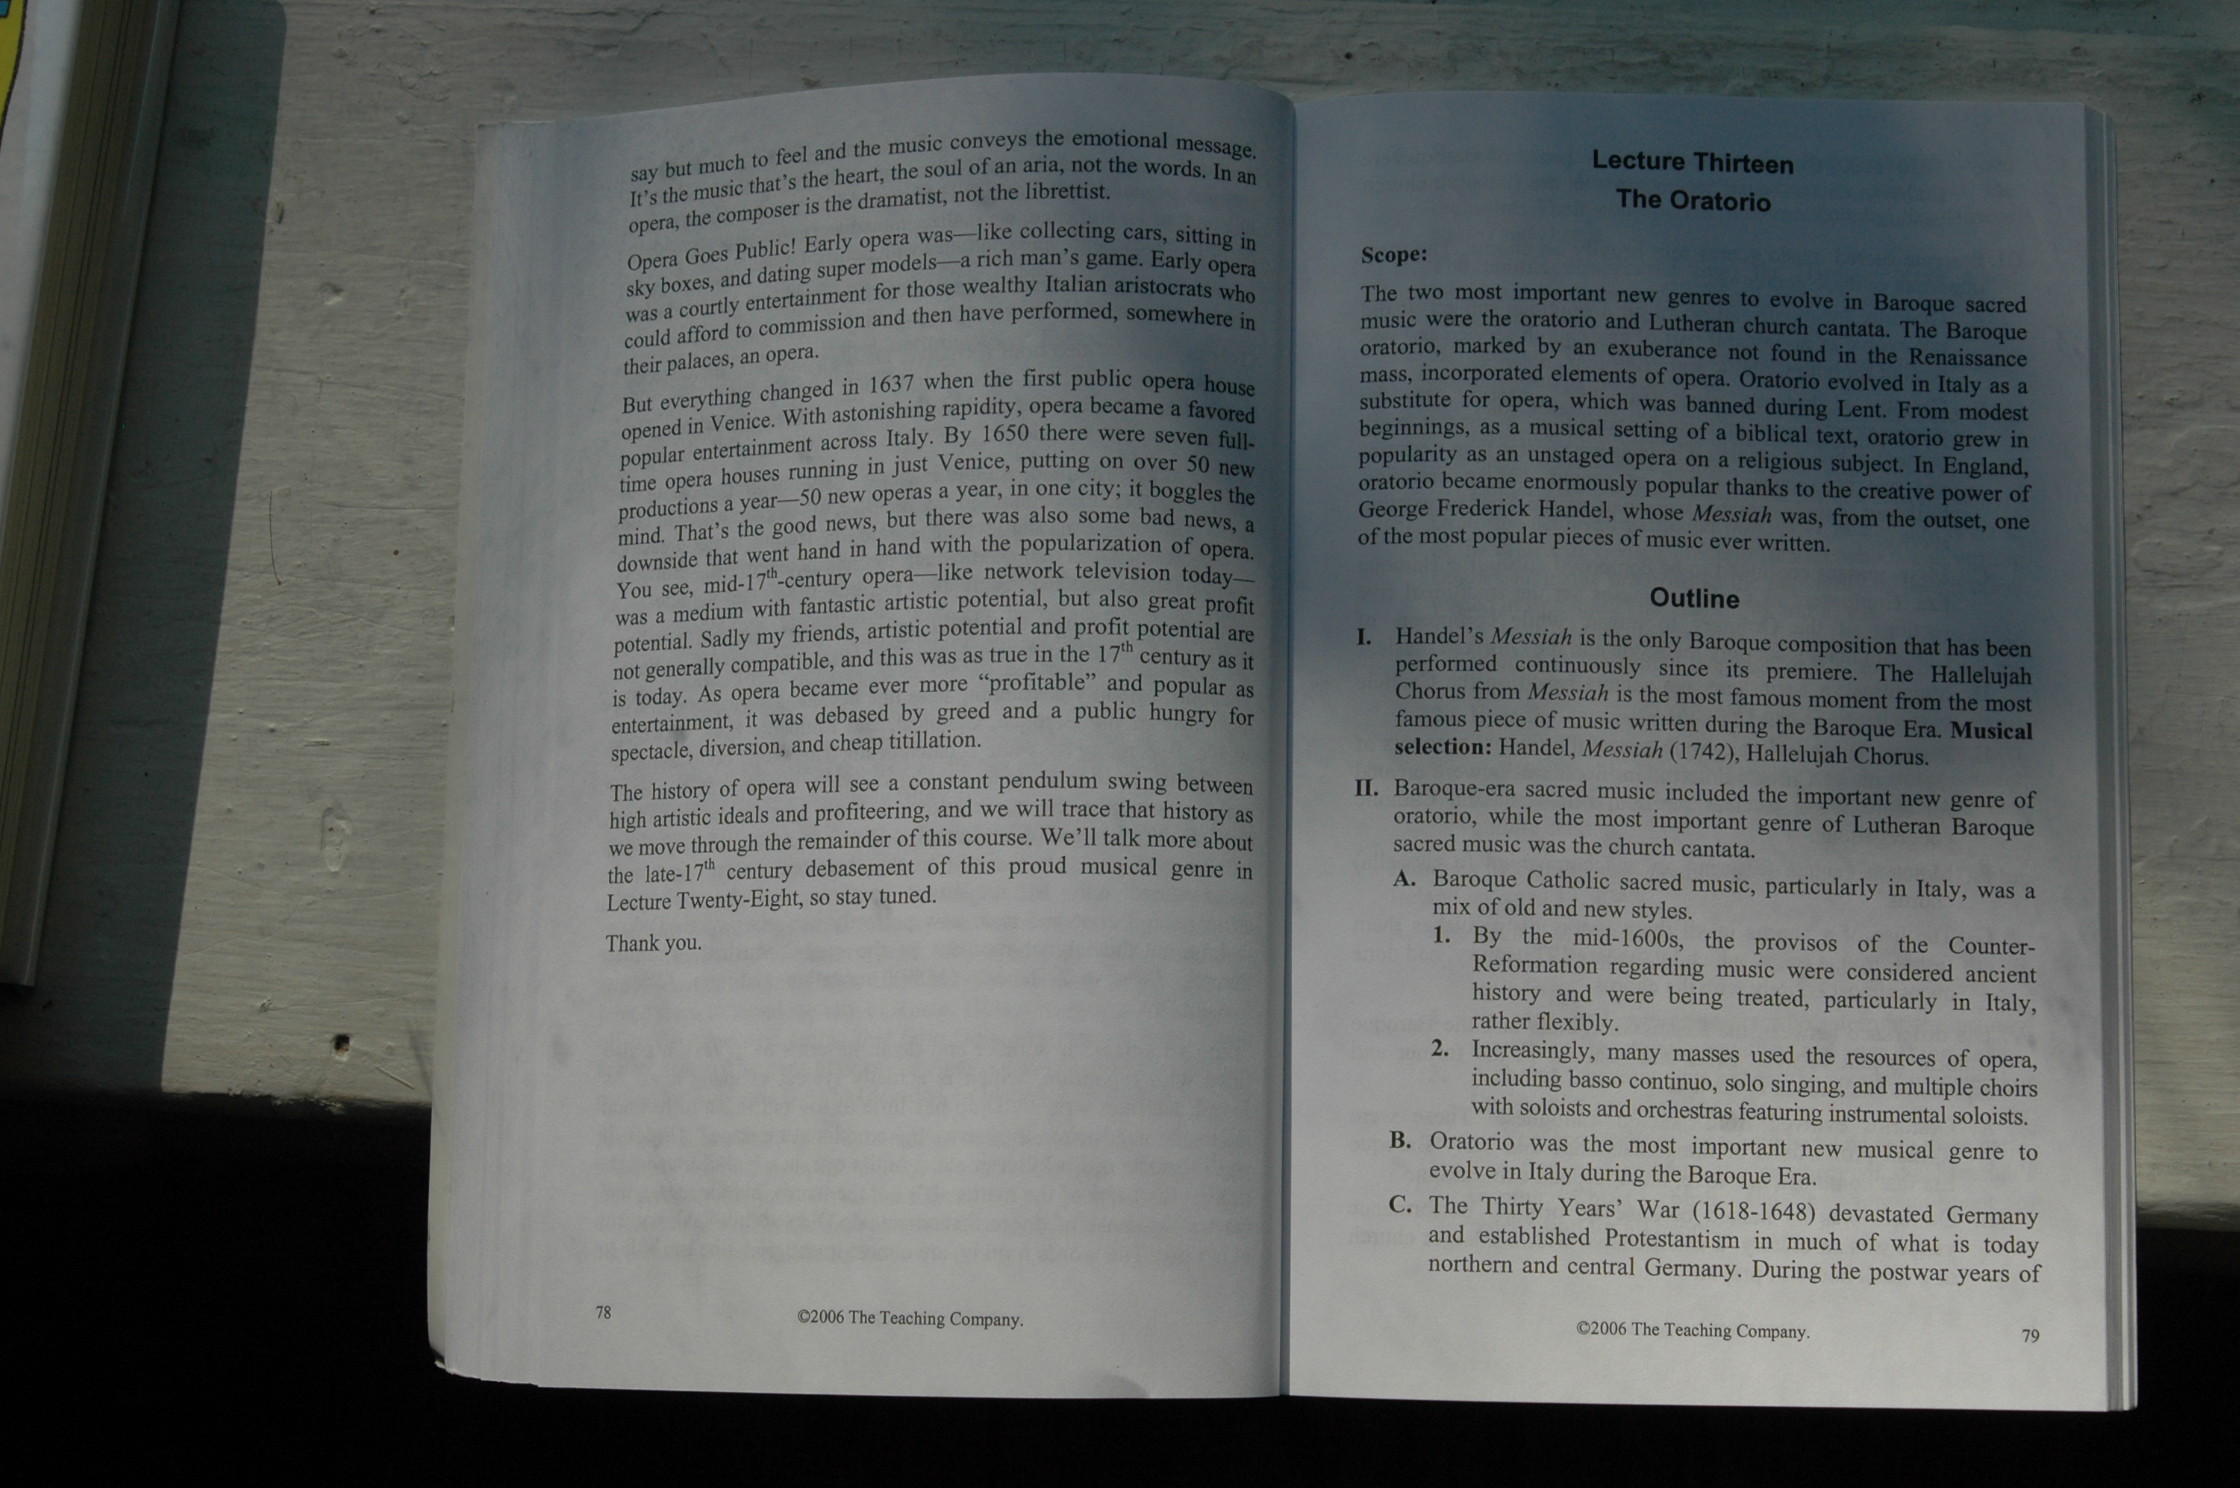 say but much to feel and the music conveys the emotional message.
It's the music that's the heart, the soul of an aria, not the words. In an
opera, the composer is the dramatist, not the librettist.
Opera Goes Public! Early opera was—like collecting cars, sitting in
sky boxes, and dating super models—a rich man's game. Early opera
was a courtly entertainment for those wealthy Italian aristocrats who
could afford to commission and then have performed, somewhere in
their palaces, an opera.
But everything changed in 1637 when the first public opera house
opened in Venice. With astonishing rapidity, opera became a favored
popular entertainment across Italy. By 1650 there were seven full-
time opera houses running in just Venice, putting on over 50 new
productions a year—50 new operas a year, in one city; it boggles the
mind. That's the good news, but there was also some bad news, a
downside that went hand in hand with the popularization of opera.
You see, mid-17th-century opera—like network television today—
was a medium with fantastic artistic potential, but also great profit
potential. Sadly my friends, artistic potential and profit potential are
not generally compatible, and this was as true in the 17th century as it
is today. As opera became ever more “profitable” and popular as
entertainment, it was debased by greed and a public hungry for
spectacle, diversion, and cheap titillation.
The history of opera will see a constant pendulum swing between
high artistic ideals and profiteering, and we will trace that history as
we move through the remainder of this course. We'll talk more about
the late-17th century debasement of this proud musical genre in
Lecture Twenty-Eight, so stay tuned.
Thank you.
78
©2006 The Teaching Company.
Lecture Thirteen
The Oratorio
Scope:
The two most important new genres to evolve in Baroque sacred
music were the oratorio and Lutheran church cantata. The Baroque
oratorio, marked by an exuberance not found in the Renaissance
mass, incorporated elements of opera. Oratorio evolved in Italy as a
substitute for opera, which was banned during Lent. From modest
beginnings, as a musical setting of a biblical text, oratorio grew in
popularity as an unstaged opera on a religious subject. In England,
oratorio became enormously popular thanks to the creative power of
George Frederick Handel, whose Messiah was, from the outset, one
of the most popular pieces of music ever written.
Outline
I. Handel's Messiah is the only Baroque composition that has been
performed continuously since its premiere. The Hallelujah
Chorus from Messiah is the most famous moment from the most
famous piece of music written during the Baroque Era. Musical
selection: Handel, Messiah (1742), Hallelujah Chorus.
II. Baroque-era sacred music included the important new genre of
oratorio, while the most important genre of Lutheran Baroque
sacred music was the church cantata.
A. Baroque Catholic sacred music, particularly in Italy, was a
mix of old and new styles.
1. By the mid-1600s, the provisos of the Counter-
Reformation regarding music were considered ancient
history and were being treated, particularly in Italy,
rather flexibly.
2. Increasingly, many masses used the resources of opera,
including basso continuo, solo singing, and multiple choirs
with soloists and orchestras featuring instrumental soloists.
B. Oratorio was the most important new musical genre to
evolve in Italy during the Baroque Era.
C. The Thirty Years' War (1618-1648) devastated Germany
and established Protestantism in much of what is today
northern and central Germany. During the postwar years of
©2006 The Teaching Company.
79